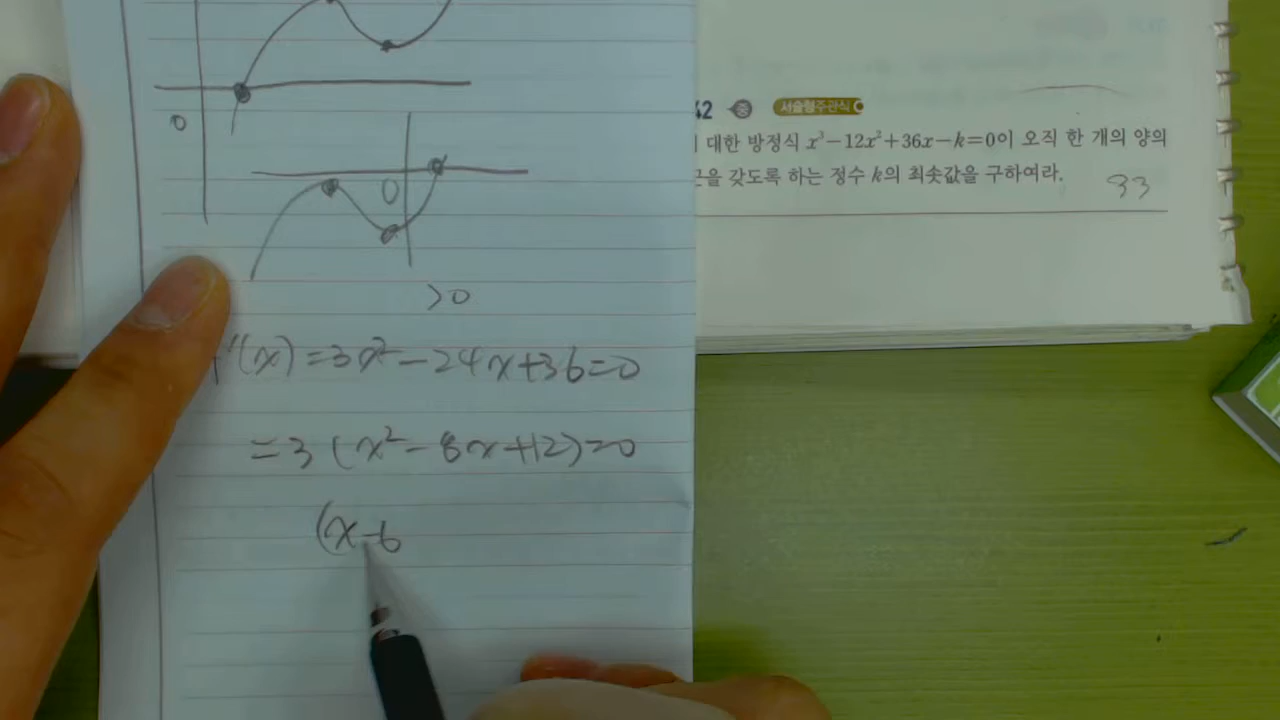 0
0
>0
'(x)=3x²-24x+36=0
=3(x²-8x+12)=0
(x-6
62 중 서술형주관식
대한 방정식 x³-12x²+36x-k=0이 오직 한 개의 양의
근을 갖도록 하는 정수 k의 최솟값을 구하여라. 33